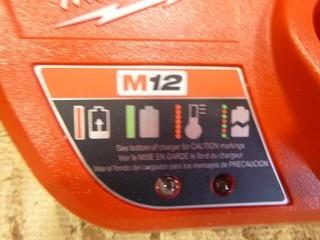 M12
See bottom of charger for CAUTION markings
Voir le MISE EN GARDE le fond du chargeur
Vea el fondo del cargador para los mensajes de PRECAUCION